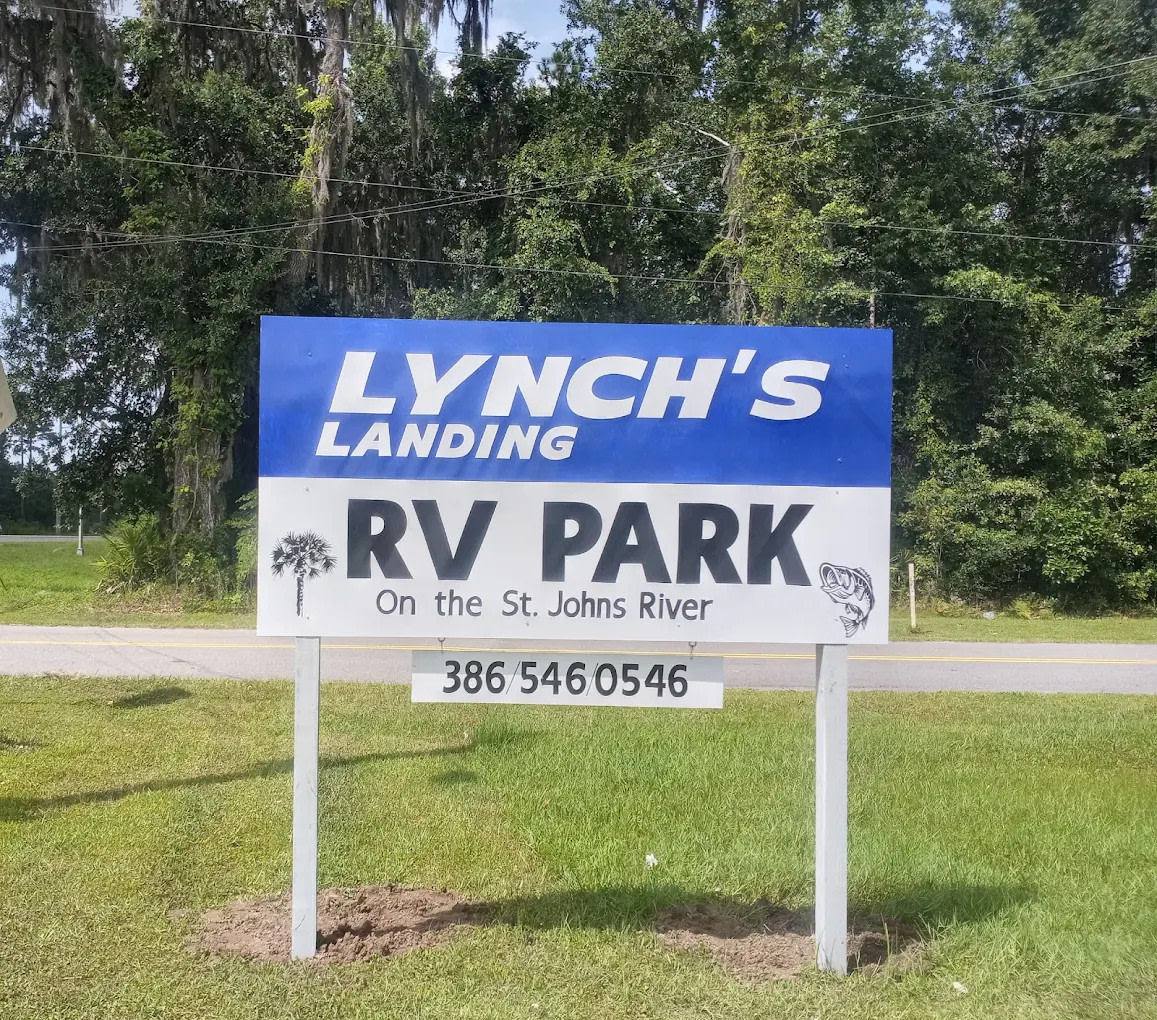 LYNCH'S
LANDING
RV PARK
On the St. Johns River
386/546/0546